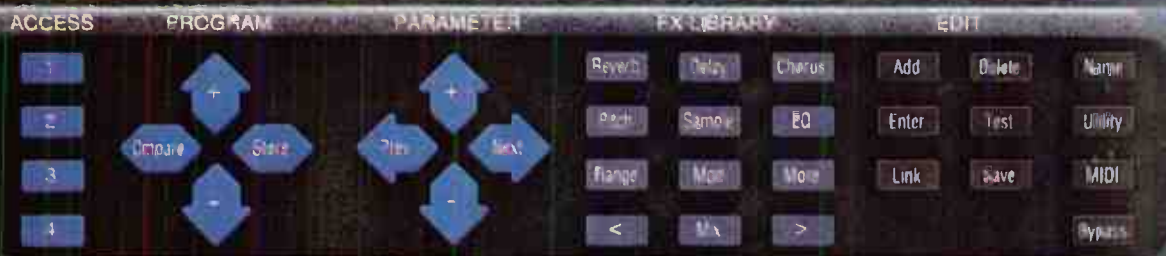 ACCESS PROGRAM PARAMETER FX LIBRARY EDIT
1 + + Reverb Delay Chorus Add Delete Name
2 Cmpare Store Prev Next Pitch Sample EQ Enter Test Utility
3 - - Flange Mon More Link Save MIDI
4 < Mix > Bypass